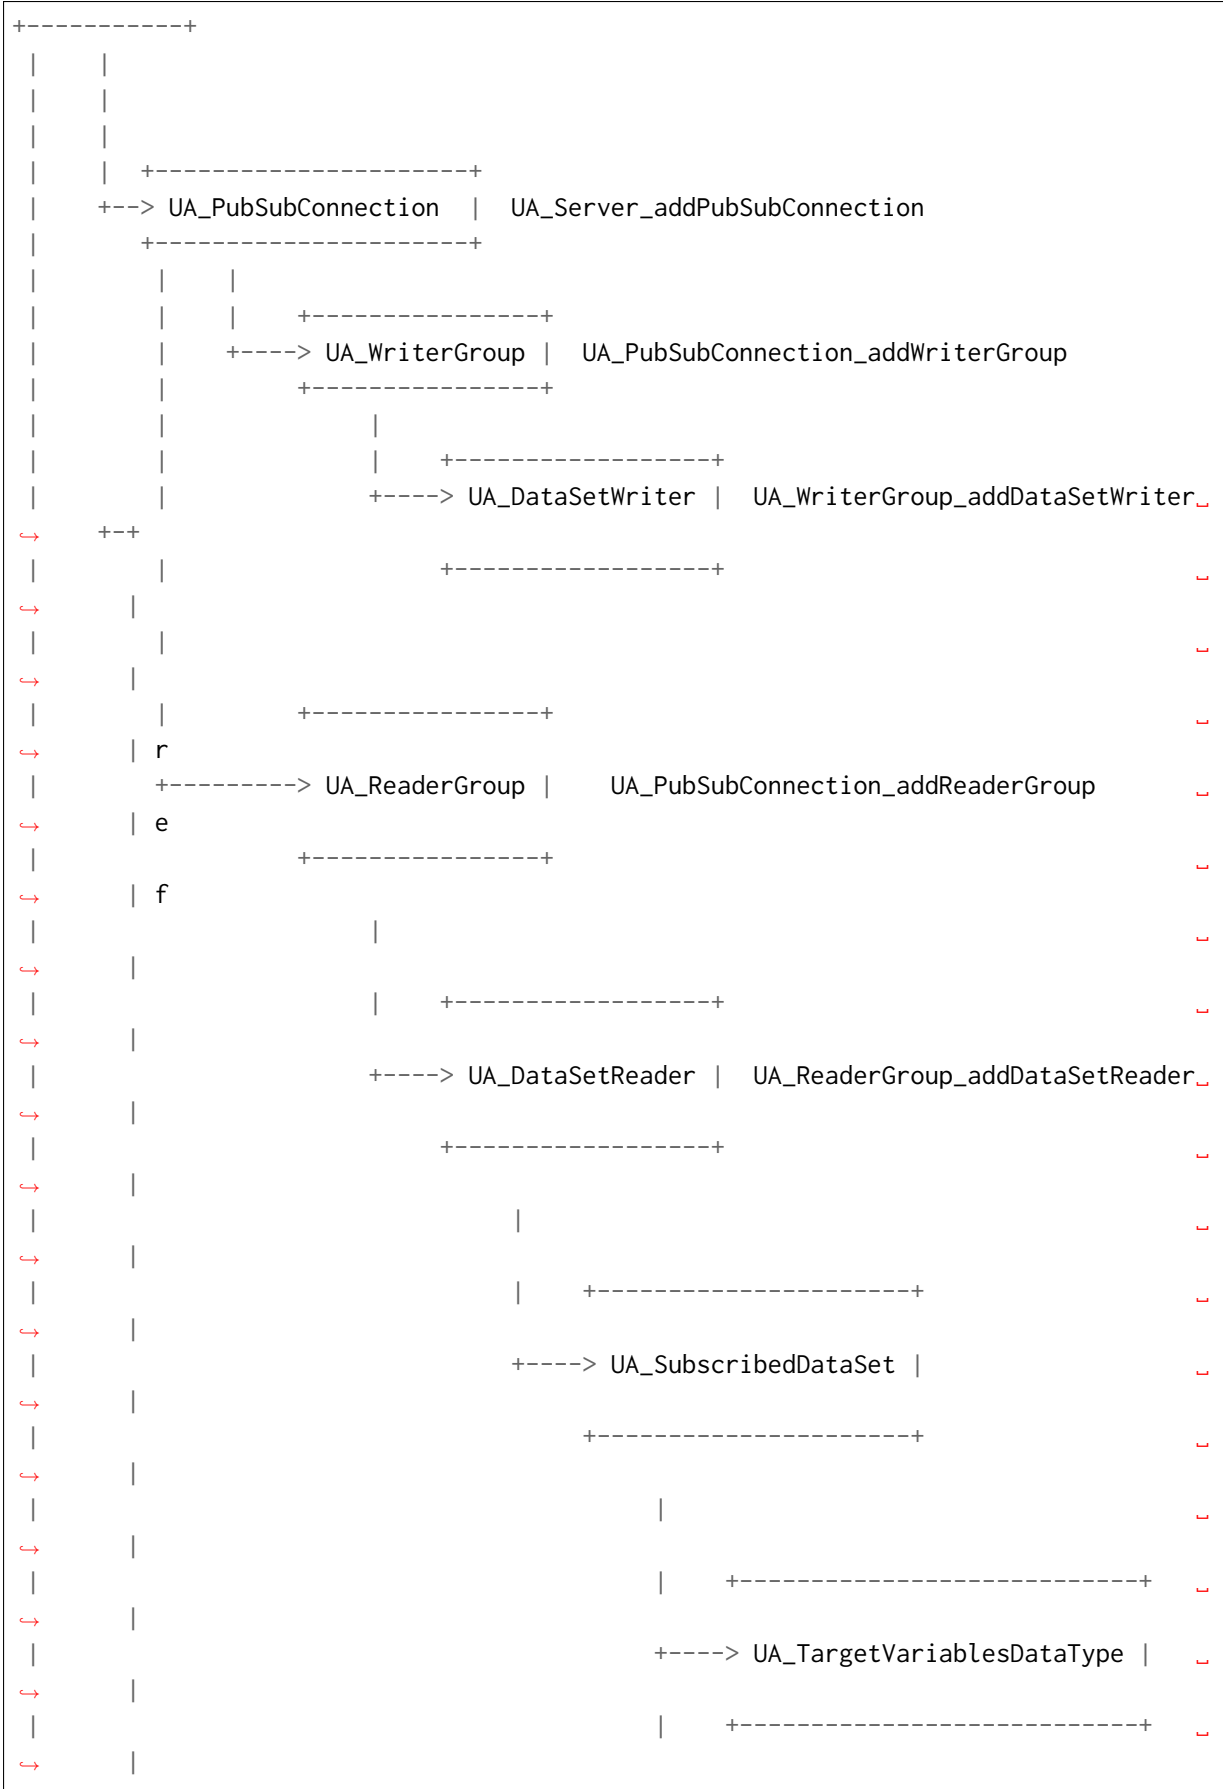 +-----------+
 |    |
 |    |
 |    |
 |    |  +----------------------+
 |    +--> UA_PubSubConnection  |  UA_Server_addPubSubConnection
 |       +----------------------+
 |        |    |
 |        |    |    +----------------+
 |        |    +----> UA_WriterGroup |  UA_PubSubConnection_addWriterGroup
 |        |         +----------------+
 |        |              |
 |        |              |    +------------------+
 |        |              +----> UA_DataSetWriter |  UA_WriterGroup_addDataSetWriter␣
↪    +-+
 |        |                   +------------------+                                 ␣
↪      |
 |        |                                                                        ␣
↪      |
 |        |         +----------------+                                             ␣
↪      | r
 |        +---------> UA_ReaderGroup |    UA_PubSubConnection_addReaderGroup       ␣
↪      | e
 |                  +----------------+                                             ␣
↪      | f
 |                       |                                                         ␣
↪      |
 |                       |    +------------------+                                 ␣
↪      |
 |                       +----> UA_DataSetReader |  UA_ReaderGroup_addDataSetReader␣
↪      |
 |                            +------------------+                                 ␣
↪      |
 |                                 |                                               ␣
↪      |
 |                                 |    +----------------------+                   ␣
↪      |
 |                                 +----> UA_SubscribedDataSet |                   ␣
↪      |
 |                                      +----------------------+                   ␣
↪      |
 |                                           |                                     ␣
↪      |
 |                                           |    +----------------------------+   ␣
↪      |
 |                                           +----> UA_TargetVariablesDataType |   ␣
↪      |
 |                                           |    +----------------------------+   ␣
↪      |